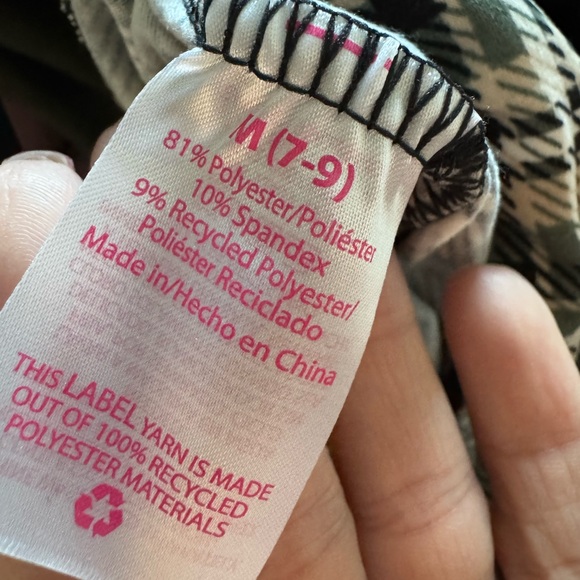 /M (7-9)
81% Polyester/Poliéster
10% Spandex
9% Recycled Polyester/
Poliéster Reciclado
Made in/Hecho en China
THIS LABEL YARN IS MADE
OUT OF 100% RECYCLED
POLYESTER MATERIALS